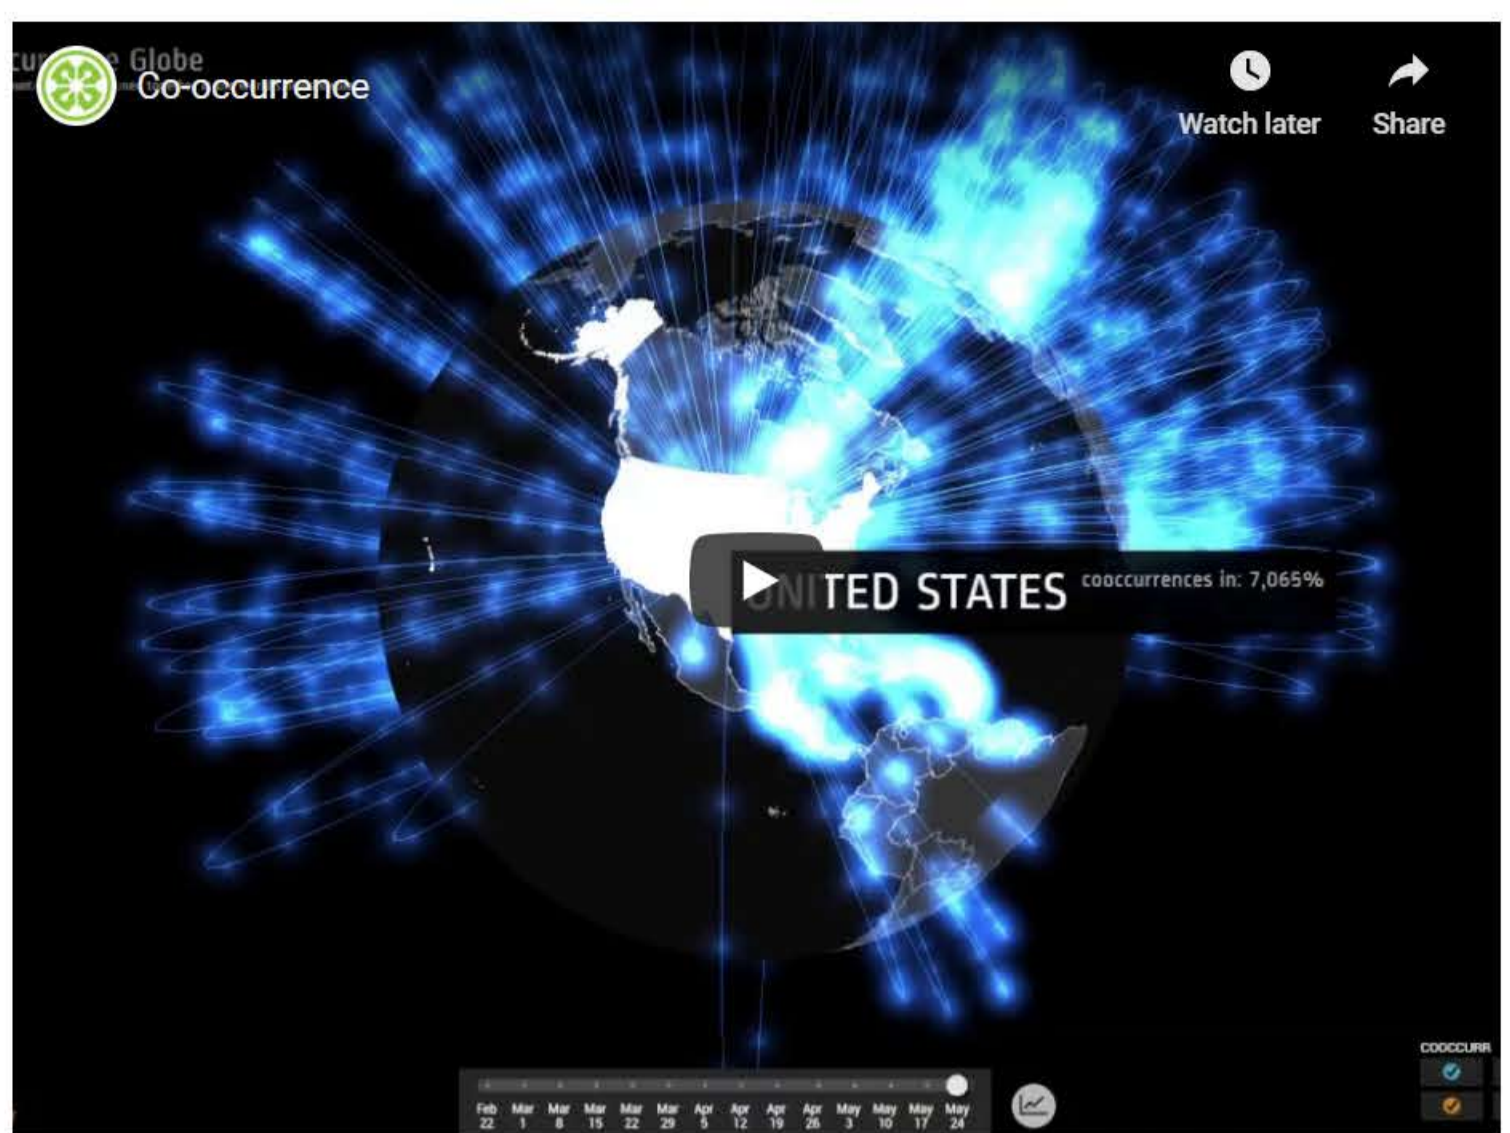 Globe
Co-occurrence
Watch later
Share
UNITED STATES
cooccurrences in: 7,065%
COOCCURR
Feb 22
Mar 1
Mar 8
Mar 15
Mar 22
Mar 29
Apr 5
Apr 12
Apr 19
Apr 26
May 3
May 10
May 17
May 24